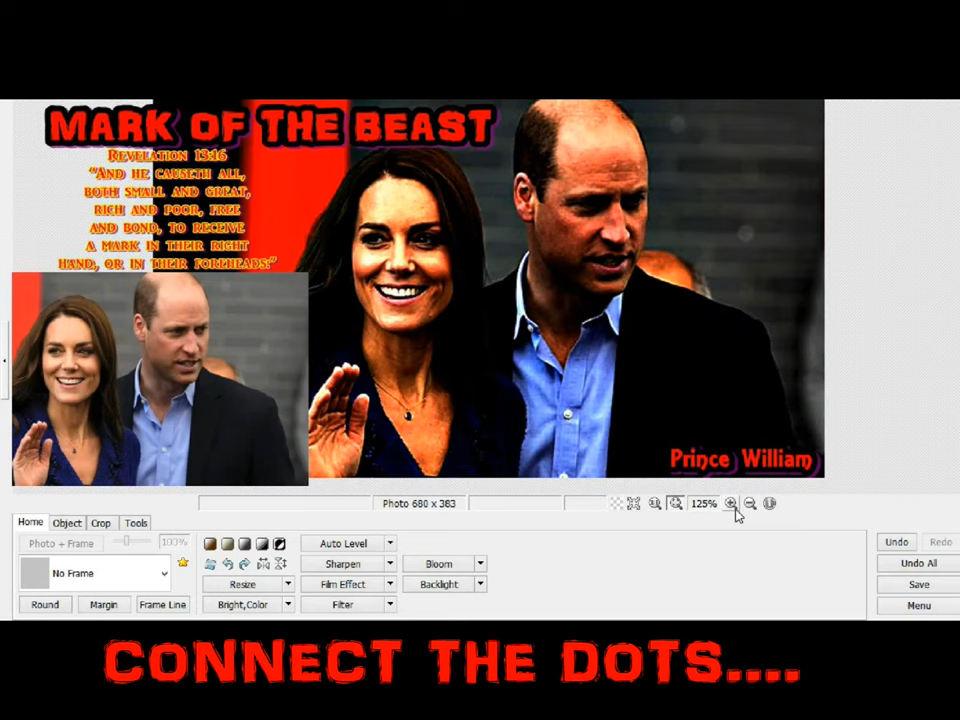 MARK OF THE BEAST
REVELATION 13:16
"AND HE CAUSETH ALL,
BOTH SMALL AND GREAT,
RICH AND POOR, FREE
AND BOND, TO RECEIVE
A MARK IN THEIR RIGHT
HAND, OR IN THEIR FOREHEADS:"
Prince William
Photo 680 x 383
125%
Home Object Crop Tools
Photo + Frame 100%
No Frame
Round Margin Frame Line
Auto Level
Sharpen Bloom
Resize Film Effect Backlight
Bright,Color Filter
Undo Redo
Undo All
Save
Menu
CONNECT THE DOTS....